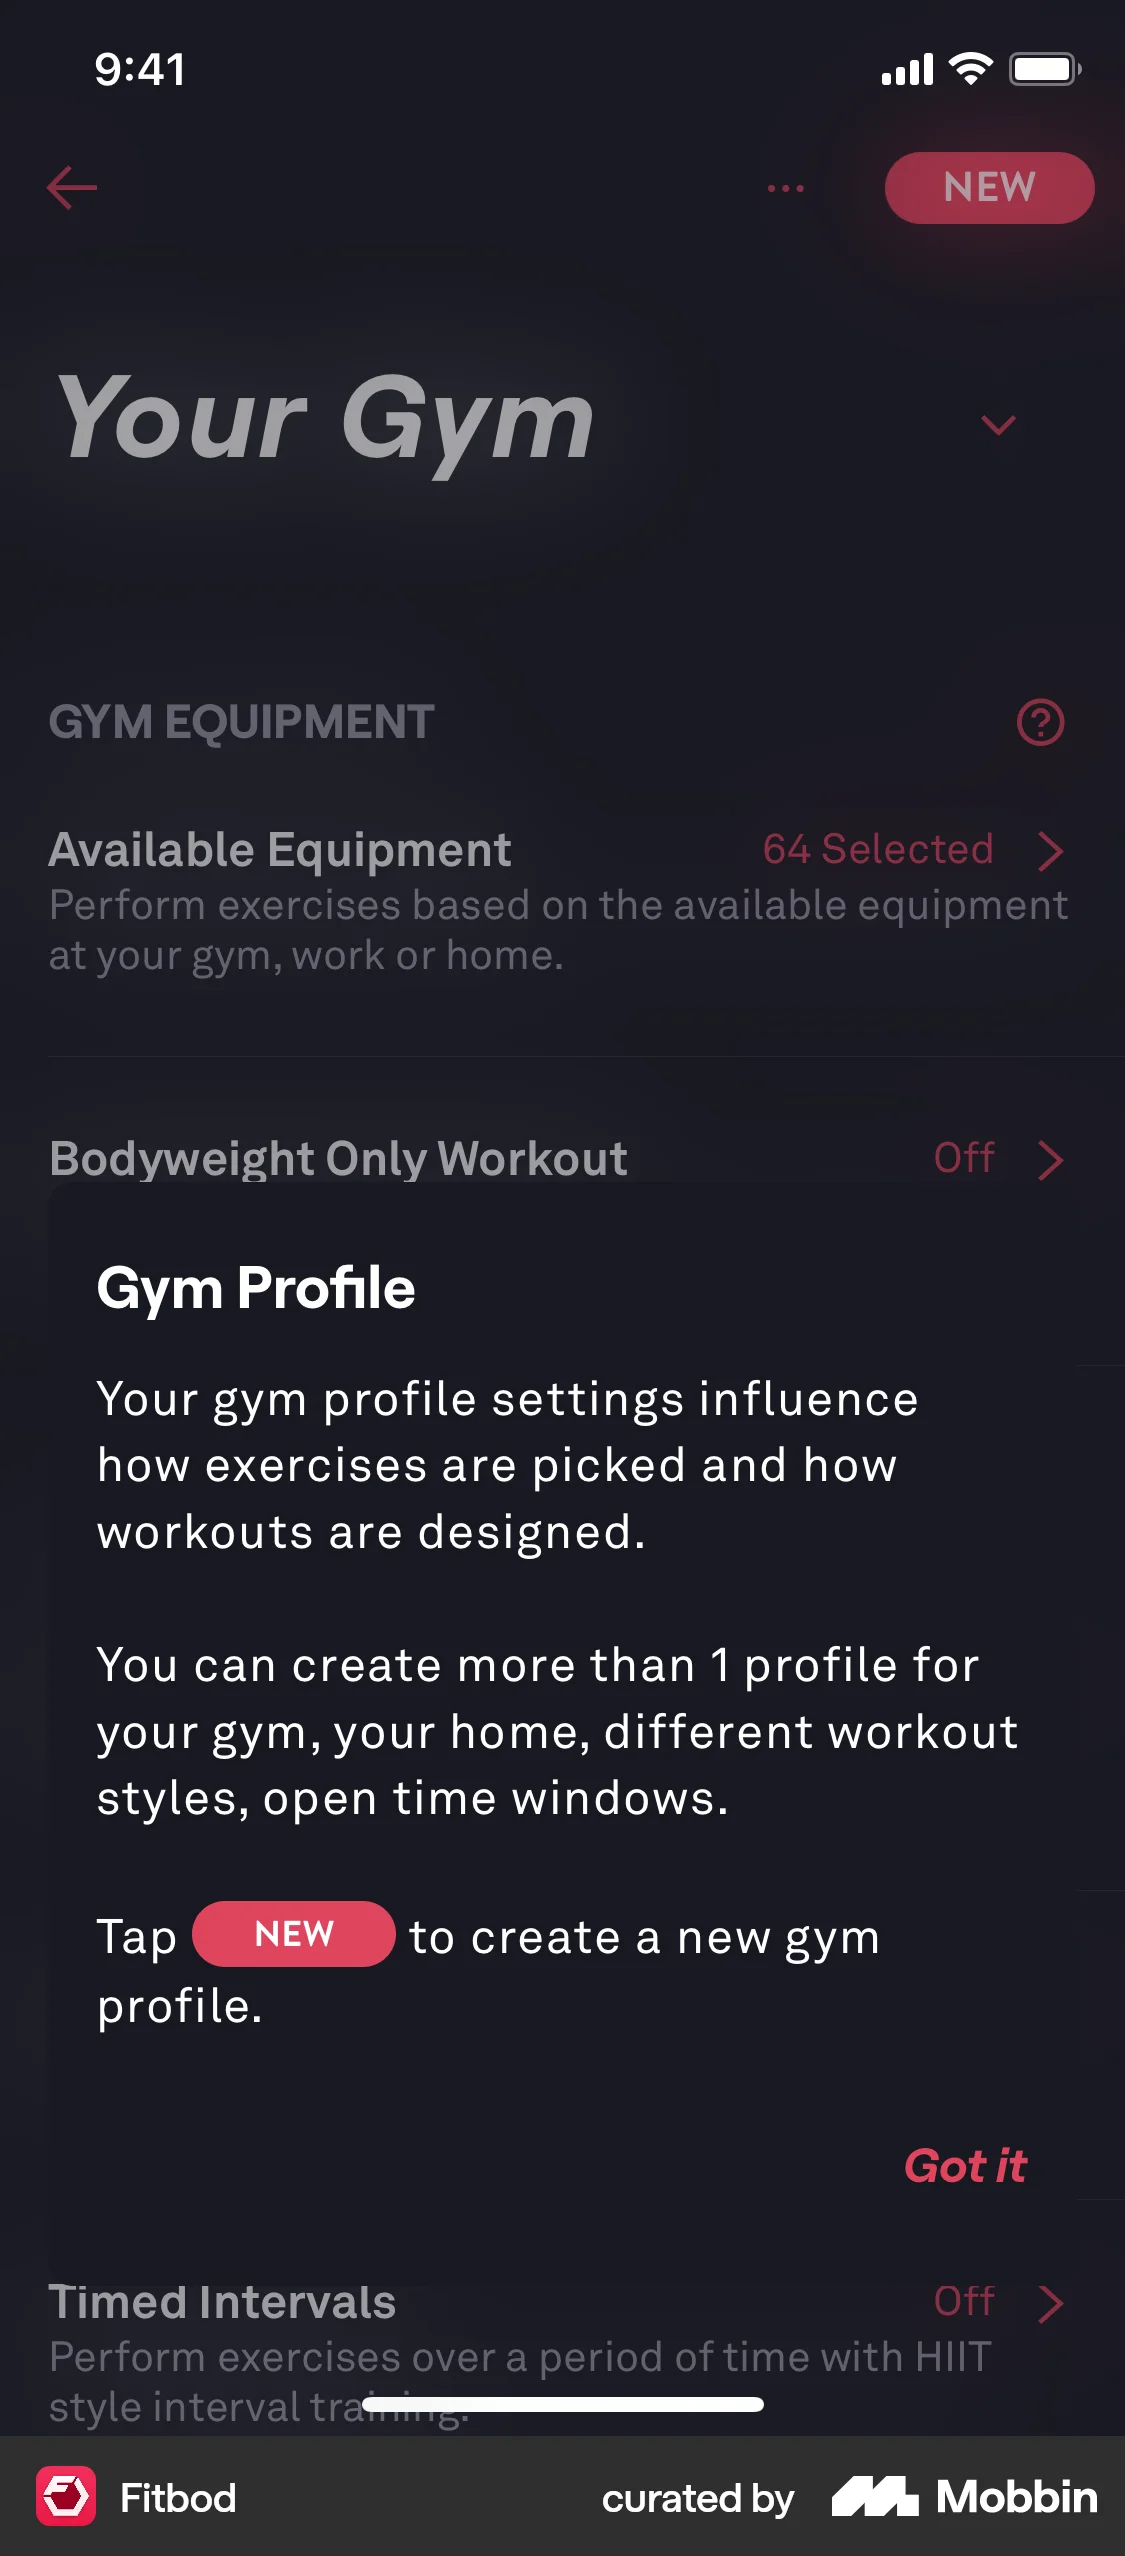 9:41
NEW
Your Gym
GYM EQUIPMENT
Available Equipment
64 Selected
Perform exercises based on the available equipment
at your gym, work or home.
Bodyweight Only Workout
Off
Gym Profile
Your gym profile settings influence
how exercises are picked and how
workouts are designed.
You can create more than 1 profile for
your gym, your home, different workout
styles, open time windows.
Tap NEW to create a new gym
profile.
Got it
Timed Intervals
Off
Perform exercises over a period of time with HIIT
style interval training.
Fitbod
curated by
Mobbin